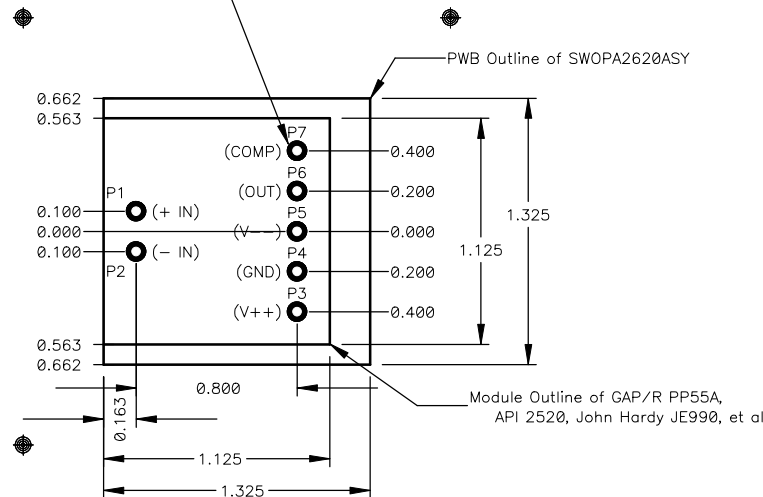 PWB Outline of SWOPA2620ASY
0.662
0.563
P7
(COMP)
0.400
P6
(OUT)
0.200
P1
P5
0.100
(+ IN)
1.325
0.000
(V--)
0.000
0.100
(- IN)
P4
1.125
P2
(GND)
0.200
P3
(V++)
0.400
0.563
0.662
0.800
0.163
Module Outline of GAP/R PP55A,
API 2520, John Hardy JE990, et al
1.125
1.325